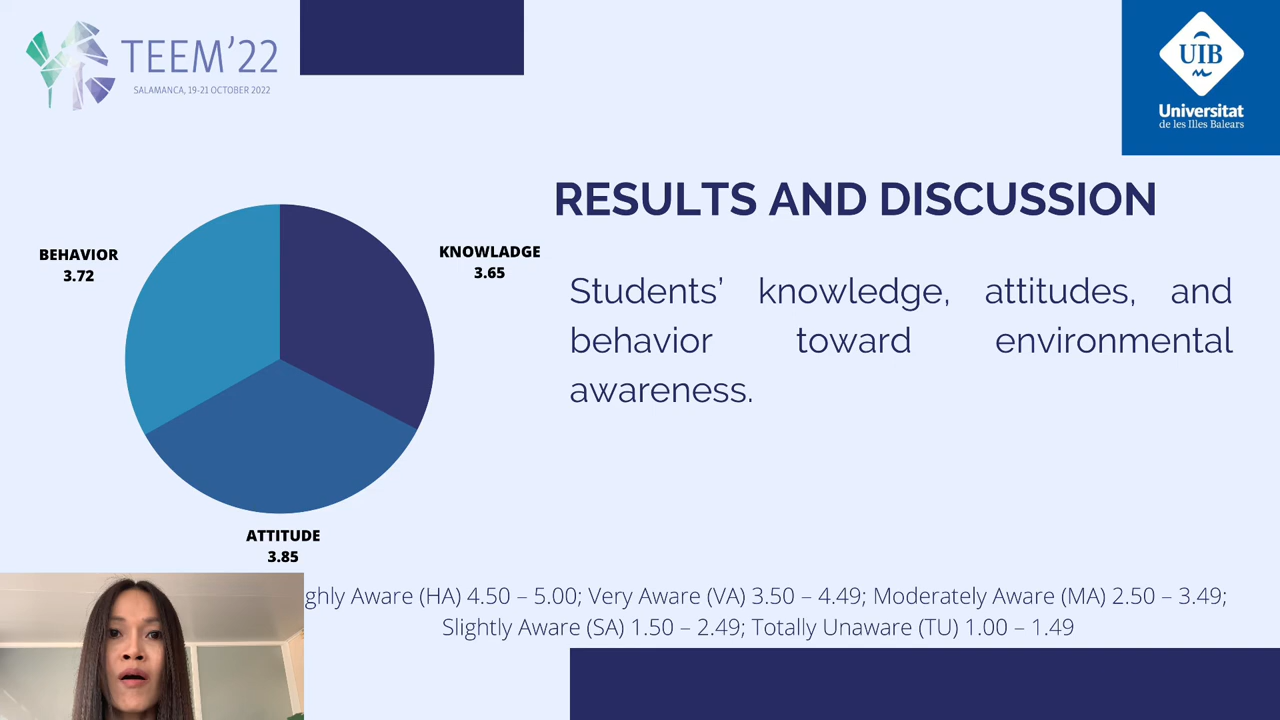 TEEM’22
SALAMANCA, 19-21 OCTOBER 2022
UIB
Universitat
de les Illes Balears
RESULTS AND DISCUSSION
BEHAVIOR
3.72
KNOWLADGE
3.65
Students’ knowledge, attitudes, and
behavior toward environmental
awareness.
ATTITUDE
3.85
ghly Aware (HA) 4.50 – 5.00; Very Aware (VA) 3.50 – 4.49; Moderately Aware (MA) 2.50 – 3.49;
Slightly Aware (SA) 1.50 – 2.49; Totally Unaware (TU) 1.00 – 1.49